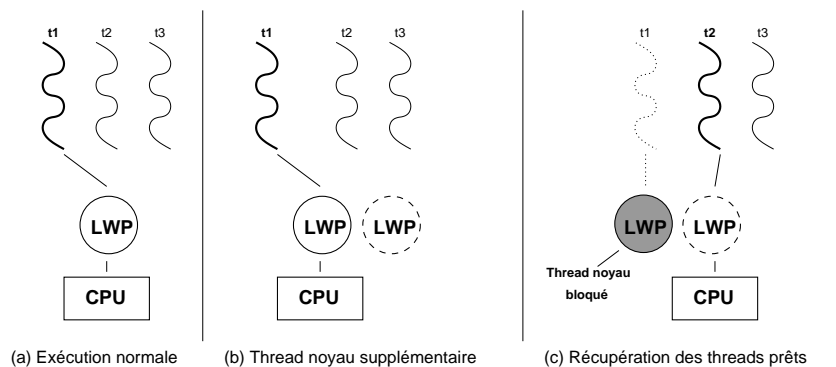 t1 t2 t3
t1 t2 t3
t1 t2 t3
LWP
LWP LWP
LWP LWP
Thread noyau
bloqué
CPU
CPU
CPU
(a) Exécution normale
(b) Thread noyau supplémentaire
(c) Récupération des threads prêts